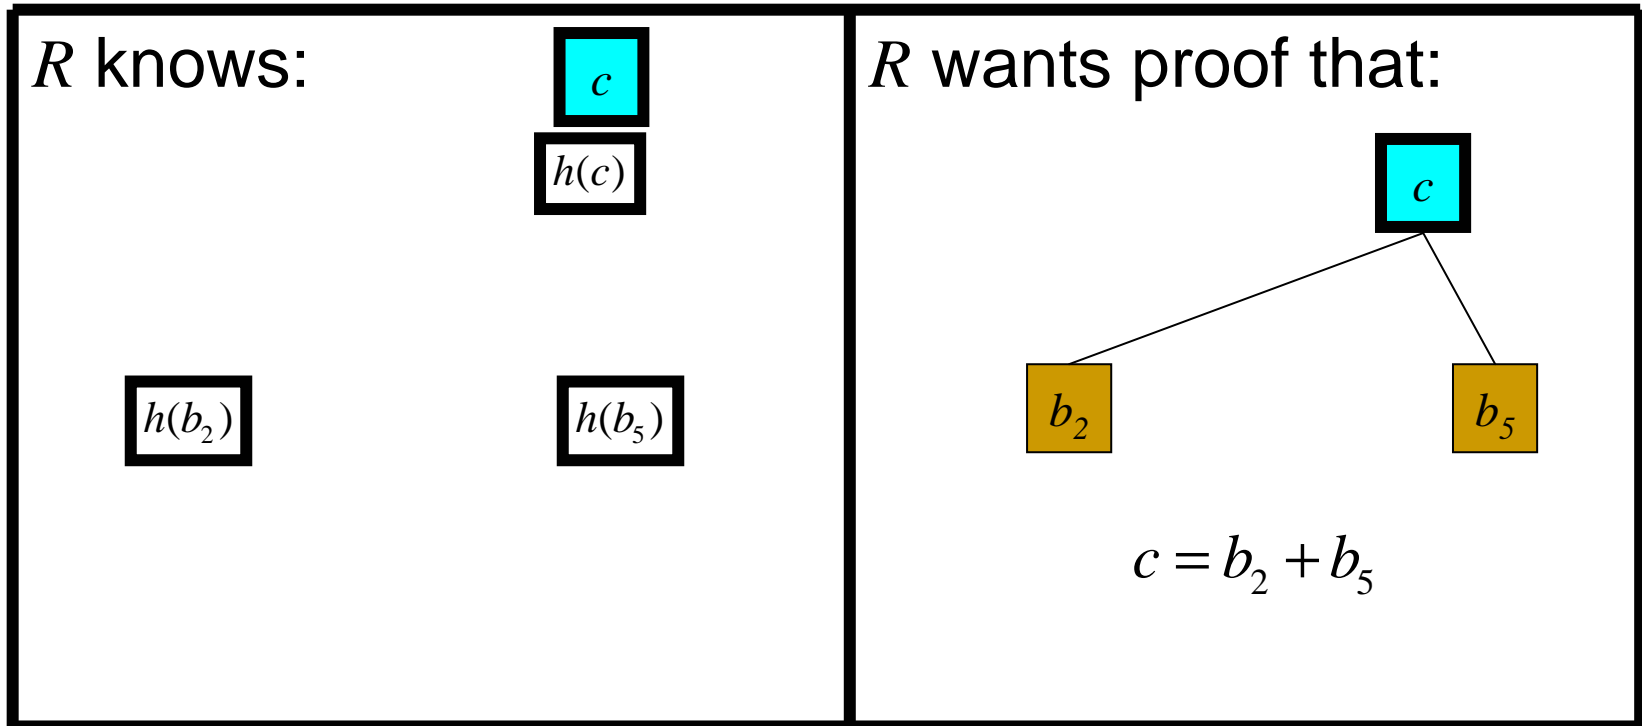 R knows:
c
h(c)
h(b₂)
h(b₅)
R wants proof that:
c
b₂
b₅
c = b₂ + b₅